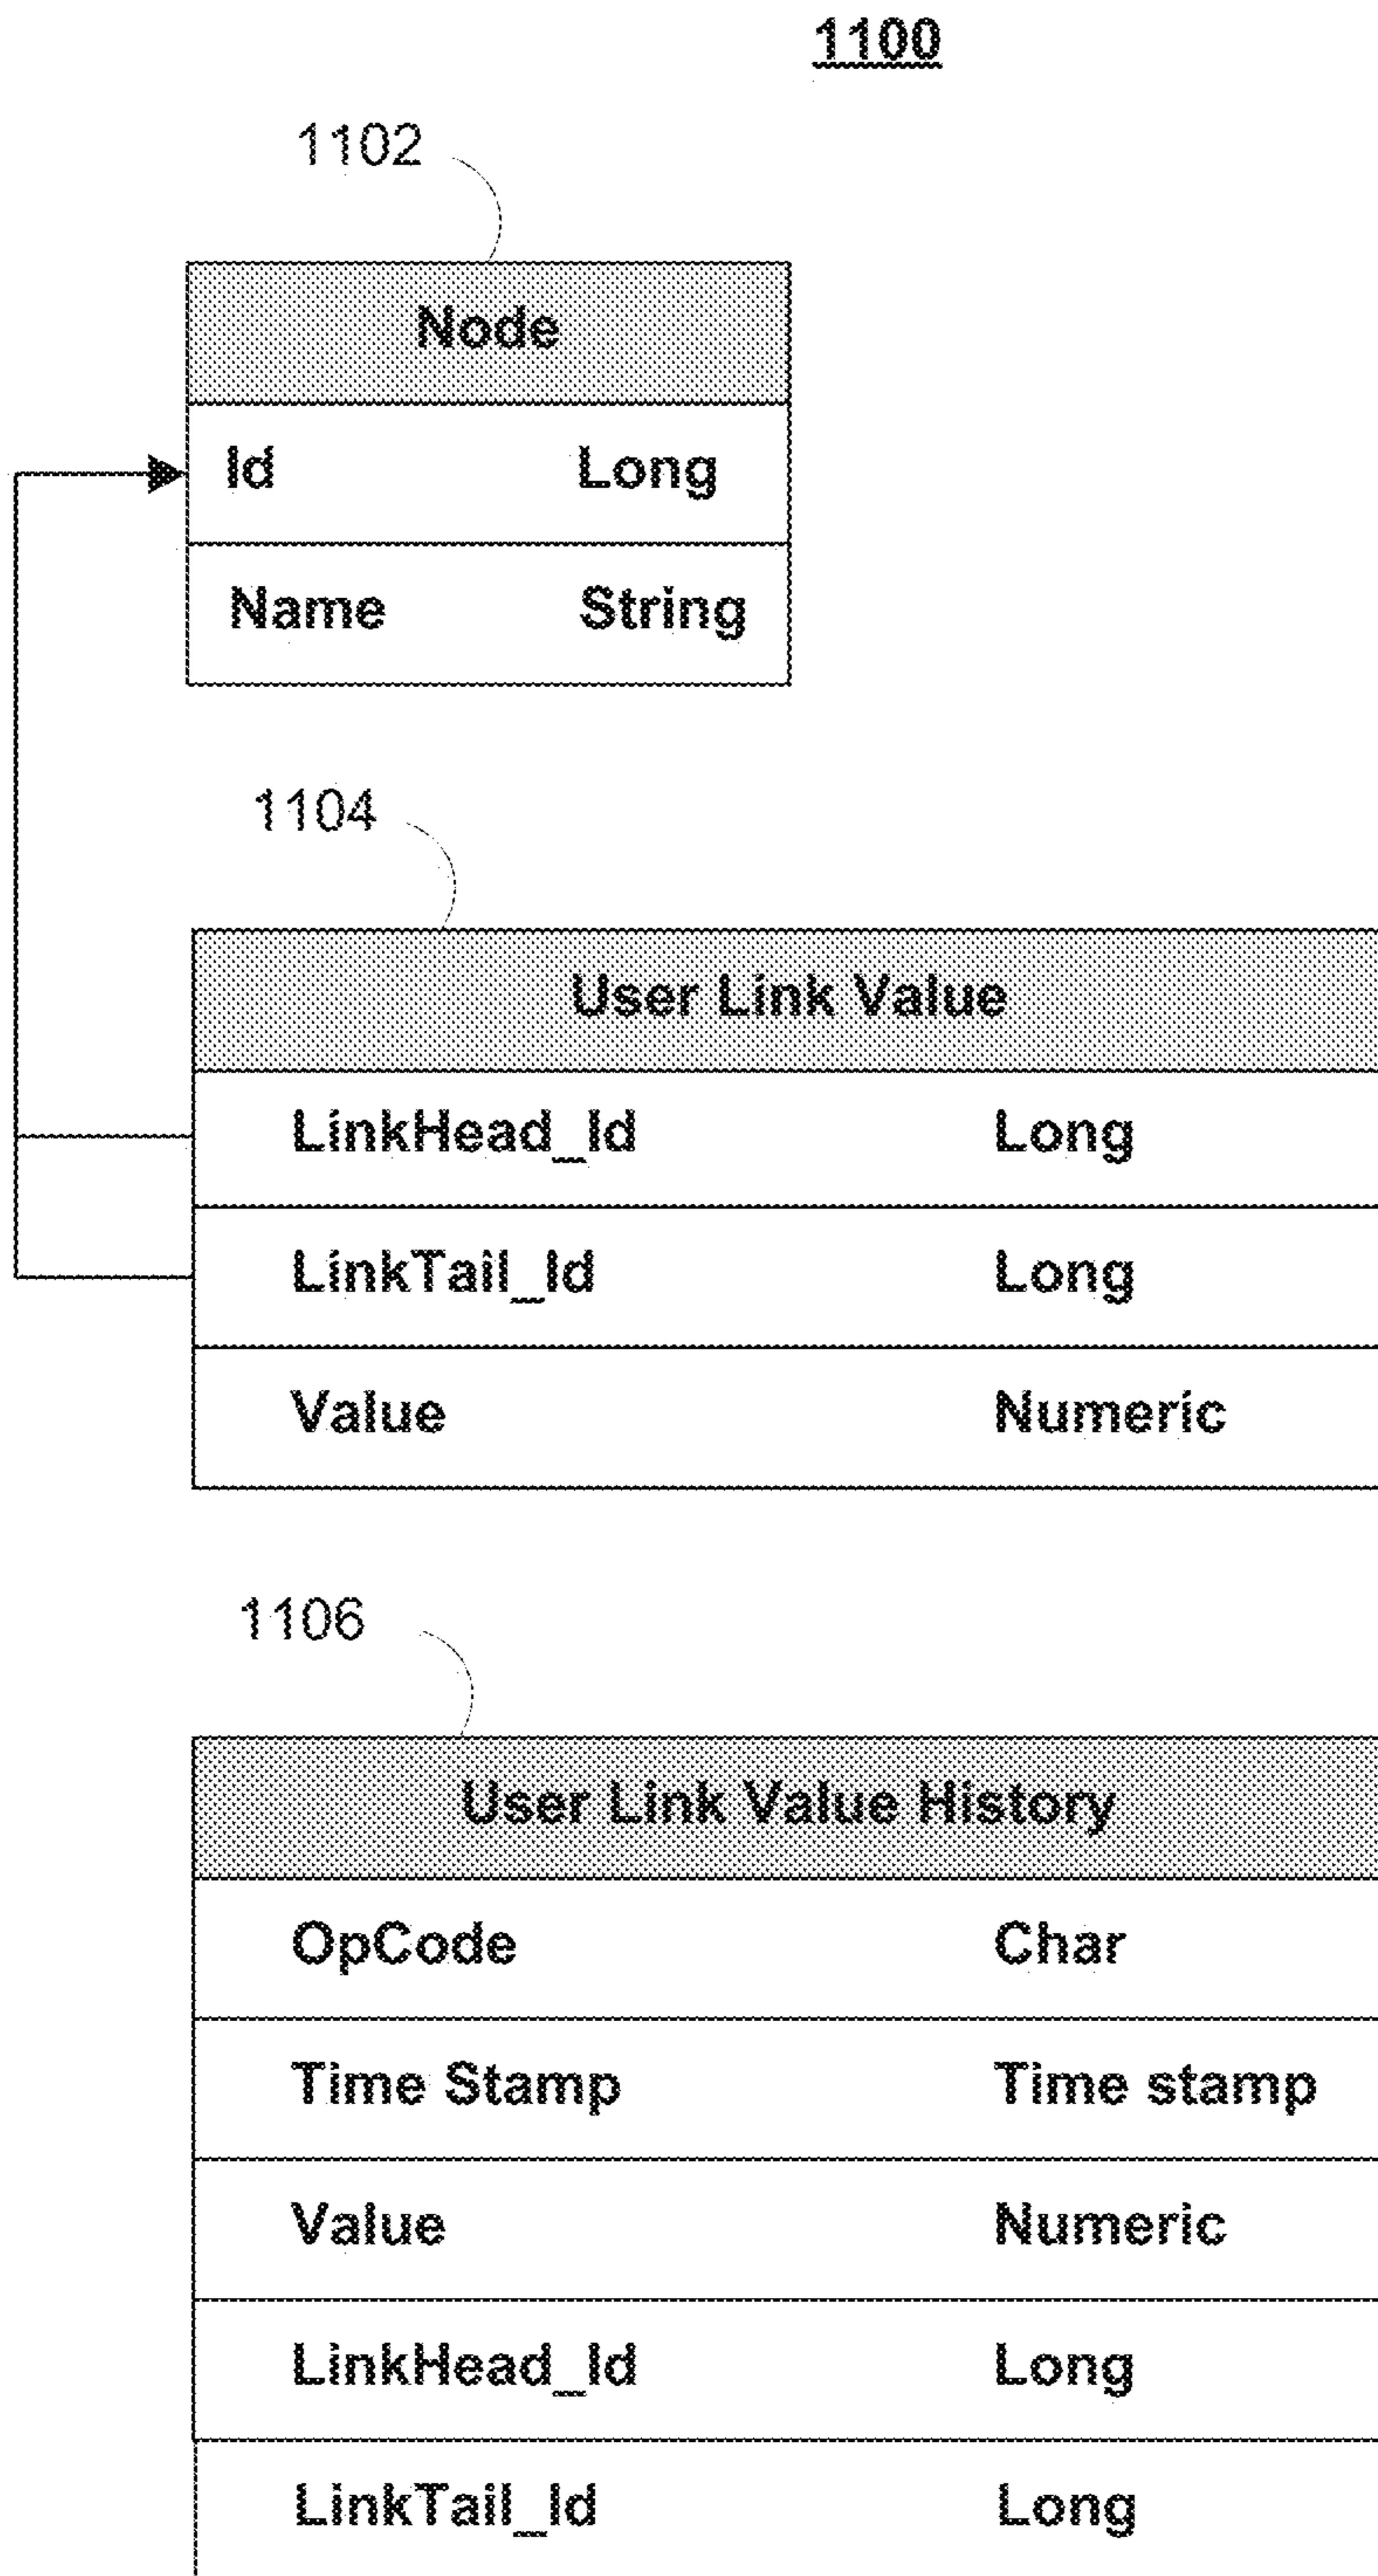 1100
1102
Node
Id Long
Name String
1104
User Link Value
LinkHead_Id Long
LinkTail_Id Long
Value Numeric
1106
User Link Value History
OpCode Char
Time Stamp Time stamp
Value Numeric
LinkHead_Id Long
LinkTail_Id Long